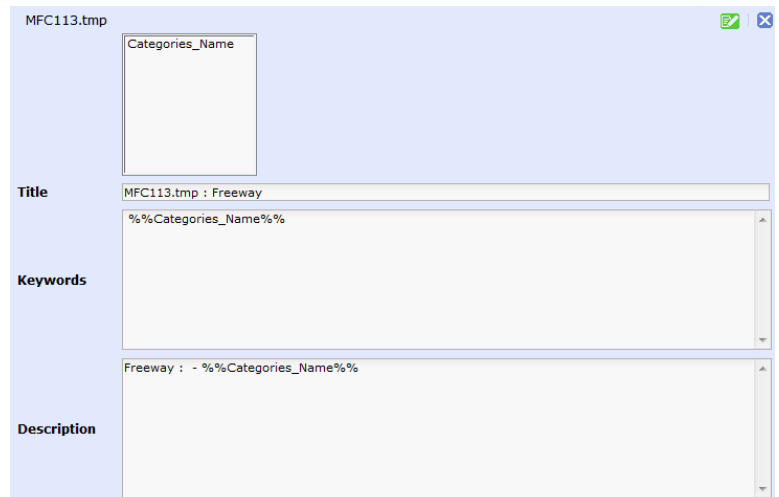 MFC113.tmp
Categories_Name
Title
MFC113.tmp : Freeway
Keywords
%%Categories_Name%%
Description
Freeway :  - %%Categories_Name%%